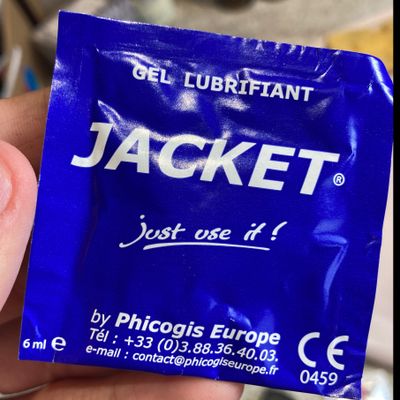 GEL LUBRIFIANT
JACKET®
just use it !
by Phicogis Europe
Tél : +33 (0)3.88.36.40.03.
6 ml ℮ e-mail : contact@phicogiseurope.fr
CE
0459